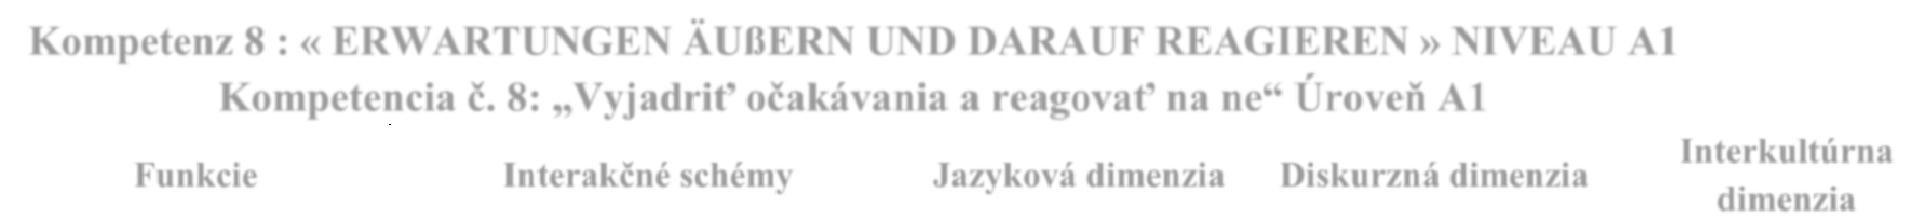 Kompetenz 8 : « ERWARTUNGEN ÄUßERN UND DARAUF REAGIEREN » NIVEAU A1
Kompetencia č. 8: „Vyjadriť očakávania a reagovať na ne“ Úroveň A1
Funkcie Interakčné schémy Jazyková dimenzia Diskurzná dimenzia Interkultúrna
dimenzia